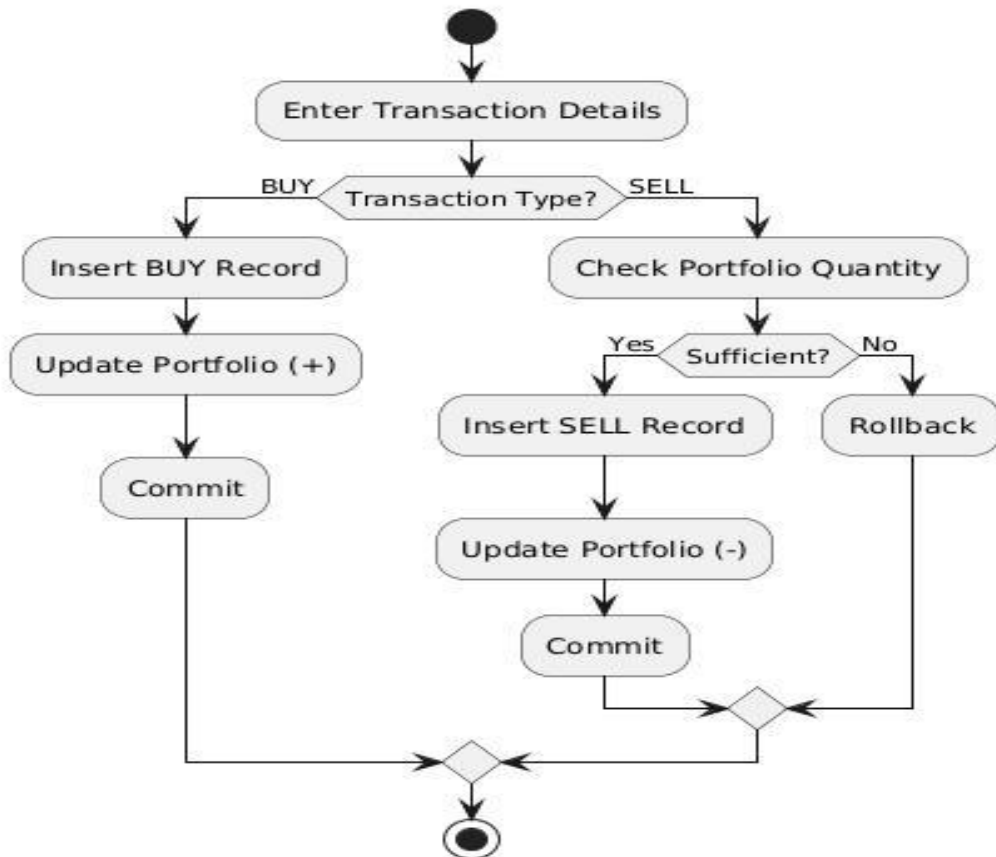 Enter Transaction Details
BUY
Transaction Type?
SELL
Insert BUY Record
Check Portfolio Quantity
Update Portfolio (+)
Yes
Sufficient?
No
Insert SELL Record
Rollback
Commit
Update Portfolio (-)
Commit